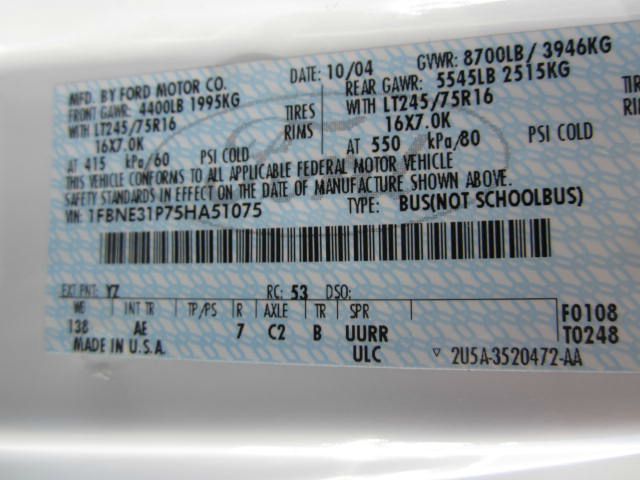 MFD. BY FORD MOTOR CO.
DATE: 10/04
GVWR: 8700LB / 3946KG
FRONT GAWR: 4400LB 1995KG
REAR GAWR: 5545LB 2515KG
WITH LT245/75R16 TIRES
WITH LT245/75R16 TIRE
16X7.0K RIMS
16X7.0K RIM
AT 415 kPa/60 PSI COLD
AT 550 kPa/80 PSI COLD
THIS VEHICLE CONFORMS TO ALL APPLICABLE FEDERAL MOTOR VEHICLE
SAFETY STANDARDS IN EFFECT ON THE DATE OF MANUFACTURE SHOWN ABOVE.
VIN: 1FBNE31P75HA51075
TYPE: BUS(NOT SCHOOLBUS)
EXT PNT: YZ RC: 53 DSO:
WB INT TR TP/PS R AXLE TR SPR
138 AE 7 C2 B UURR
F0108
T0248
MADE IN U.S.A. ULC
▽ 2U5A-3520472-AA